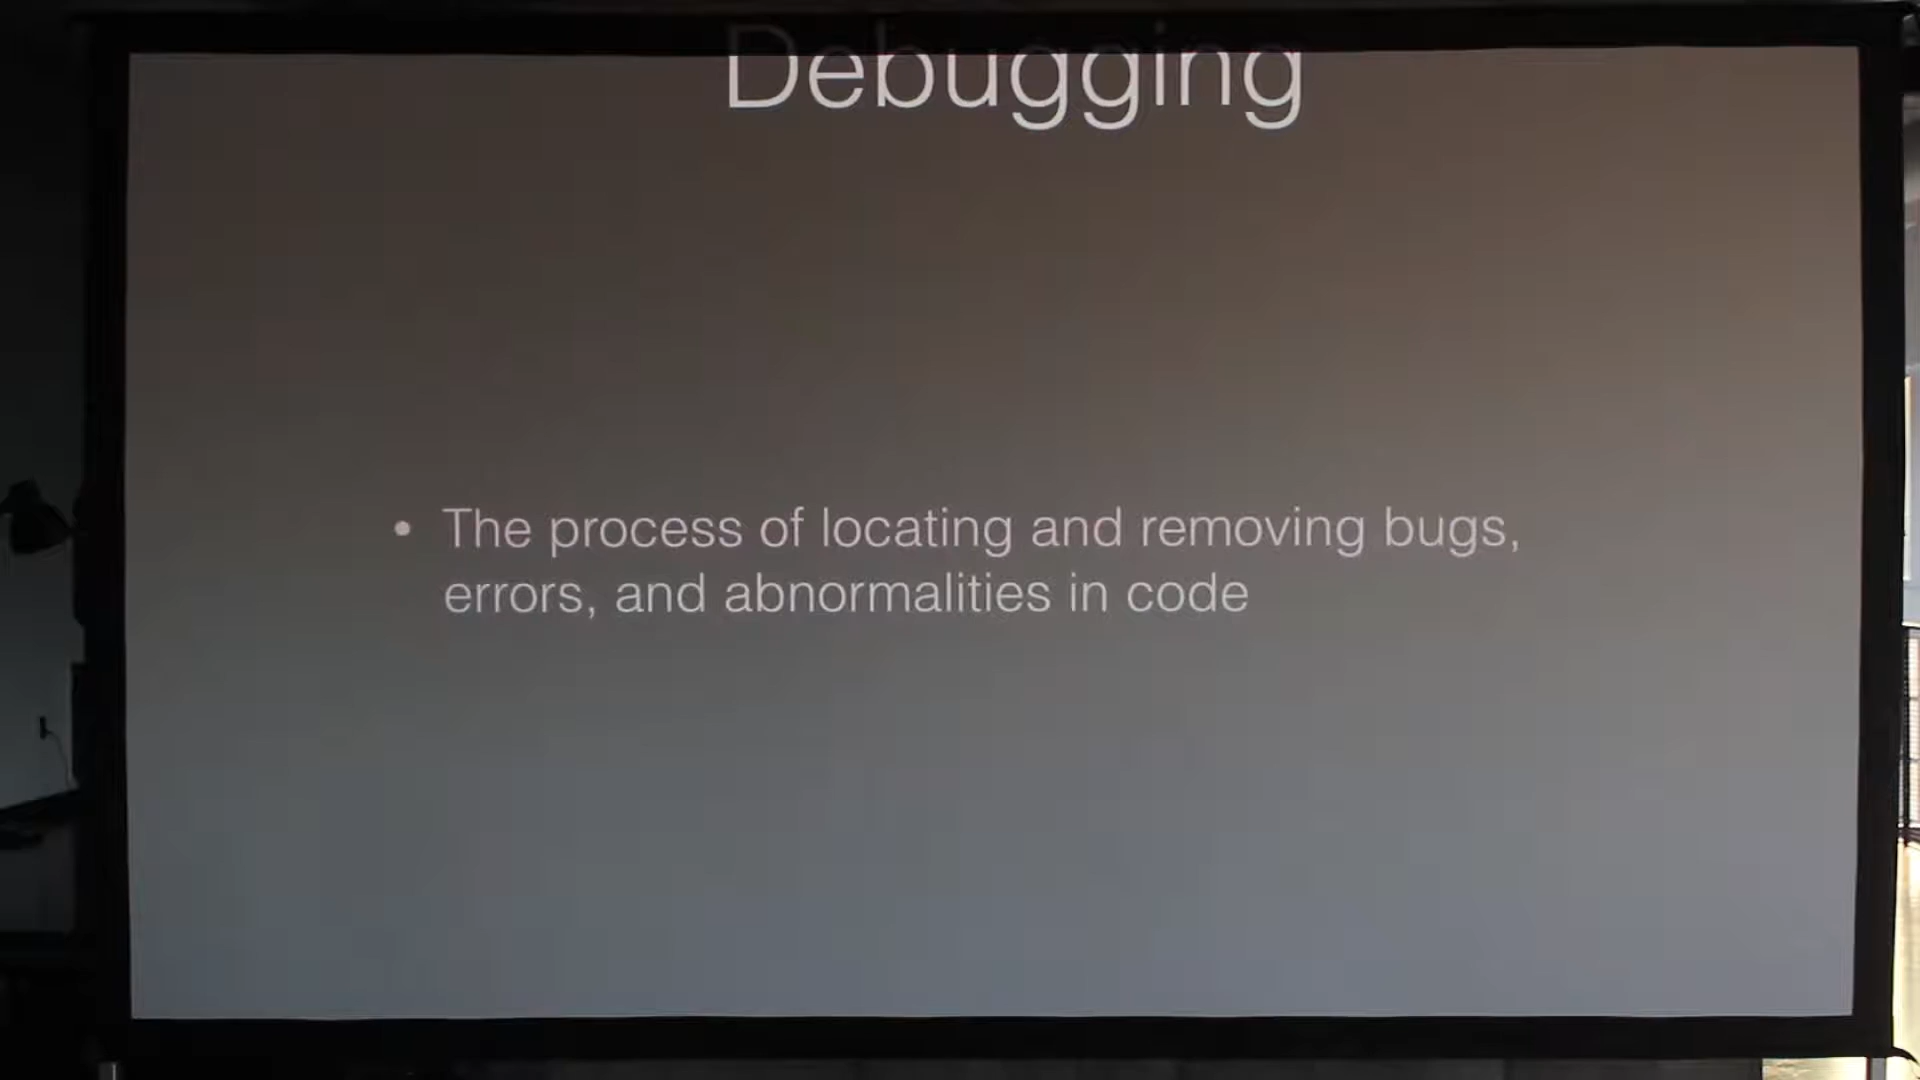 Debugging
• The process of locating and removing bugs,
errors, and abnormalities in code